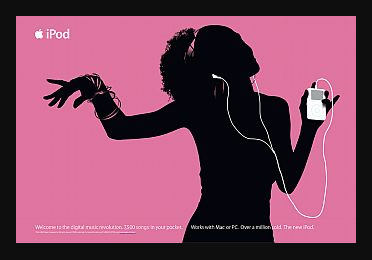 iPod
Welcome to the digital music revolution. 7,500 songs in your pocket. Works with Mac or PC. Over a million sold. The new iPod.